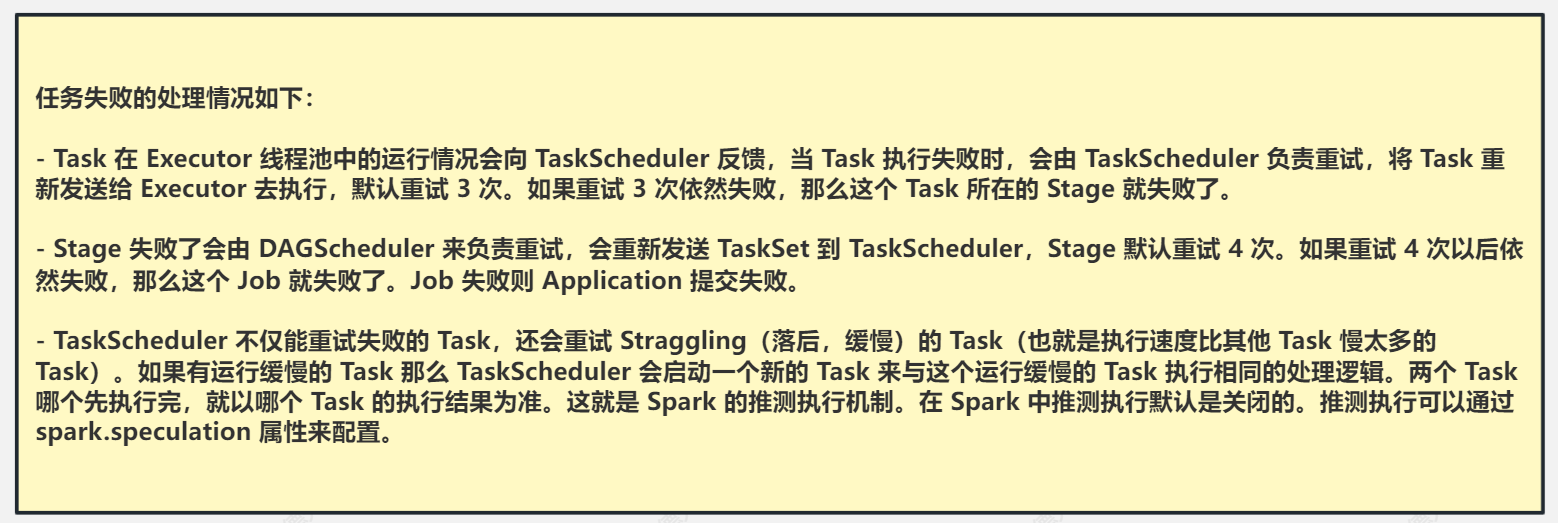 任务失败的处理情况如下：
- Task 在 Executor 线程池中的运行情况会向 TaskScheduler 反馈，当 Task 执行失败时，会由 TaskScheduler 负责重试，将 Task 重
新发送给 Executor 去执行，默认重试 3 次。如果重试 3 次依然失败，那么这个 Task 所在的 Stage 就失败了。
- Stage 失败了会由 DAGScheduler 来负责重试，会重新发送 TaskSet 到 TaskScheduler，Stage 默认重试 4 次。如果重试 4 次以后依
然失败，那么这个 Job 就失败了。Job 失败则 Application 提交失败。
- TaskScheduler 不仅能重试失败的 Task，还会重试 Straggling（落后，缓慢）的 Task（也就是执行速度比其他 Task 慢太多的
Task）。如果有运行缓慢的 Task 那么 TaskScheduler 会启动一个新的 Task 来与这个运行缓慢的 Task 执行相同的处理逻辑。两个 Task
哪个先执行完，就以哪个 Task 的执行结果为准。这就是 Spark 的推测执行机制。在 Spark 中推测执行默认是关闭的。推测执行可以通过
spark.speculation 属性来配置。